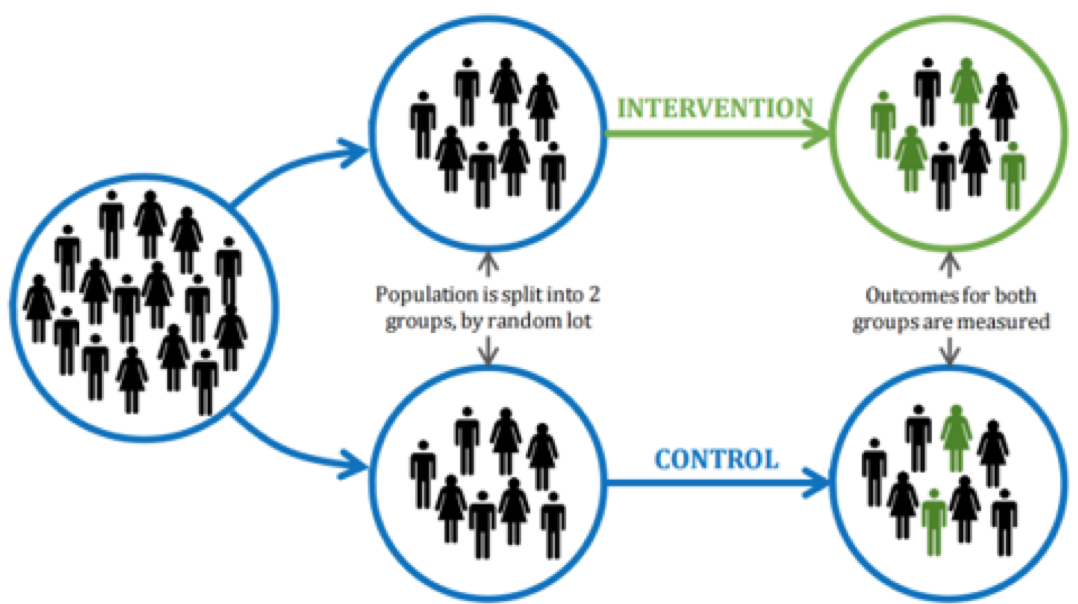 INTERVENTION
Population is split into 2
groups, by random lot
Outcomes for both
groups are measured
CONTROL